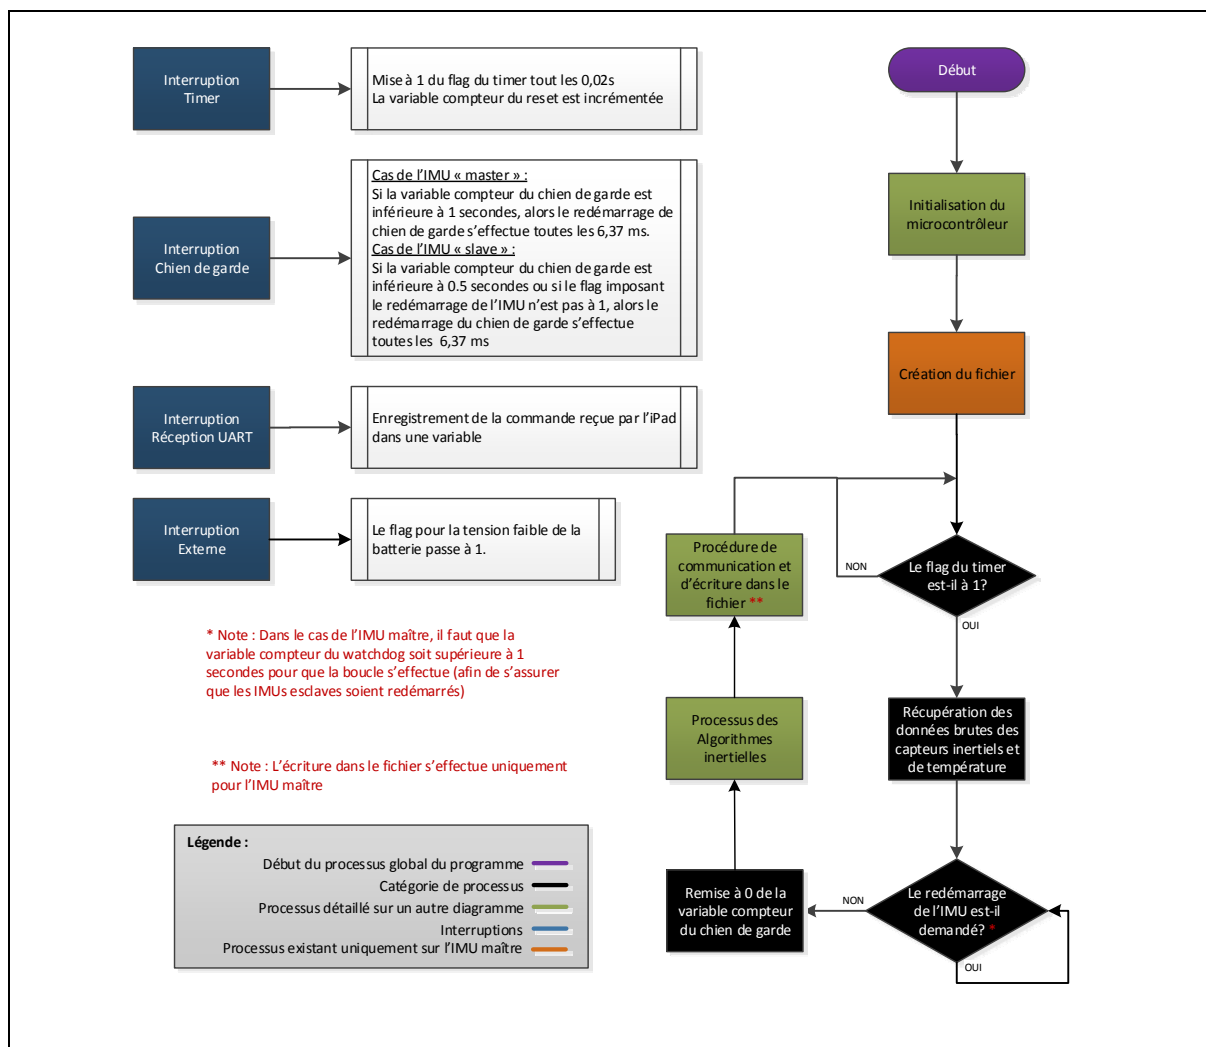 Interruption
Timer
Mise à 1 du flag du timer tout les 0,02s
La variable compteur du reset est incrémentée
Interruption
Chien de garde
Cas de l'IMU « master » :
Si la variable compteur du chien de garde est
inférieure à 1 secondes, alors le redémarrage de
chien de garde s'effectue toutes les 6,37 ms.
Cas de l'IMU « slave » :
Si la variable compteur du chien de garde est
inférieure à 0.5 secondes ou si le flag imposant
le redémarrage de l'IMU n'est pas à 1, alors le
redémarrage du chien de garde s'effectue
toutes les 6,37 ms
Interruption
Réception UART
Enregistrement de la commande reçue par l'iPad
dans une variable
Interruption
Externe
Le flag pour la tension faible de la
batterie passe à 1.
* Note : Dans le cas de l'IMU maître, il faut que la
variable compteur du watchdog soit supérieure à 1
secondes pour que la boucle s'effectue (afin de s'assurer
que les IMUs esclaves soient redémarrés)
** Note : L'écriture dans le fichier s'effectue uniquement
pour l'IMU maître
Légende :
Début du processus global du programme
Catégorie de processus
Processus détaillé sur un autre diagramme
Interruptions
Processus existant uniquement sur l'IMU maître
Début
Initialisation du
microcontrôleur
Création du fichier
Le flag du timer
est-il à 1?
NON
OUI
Récupération des
données brutes des
capteurs inertiels et
de température
Le redémarrage
de l'IMU est-il
demandé? *
NON
OUI
Remise à 0 de la
variable compteur
du chien de garde
Processus des
Algorithmes
inertielles
Procédure de
communication et
d'écriture dans le
fichier **